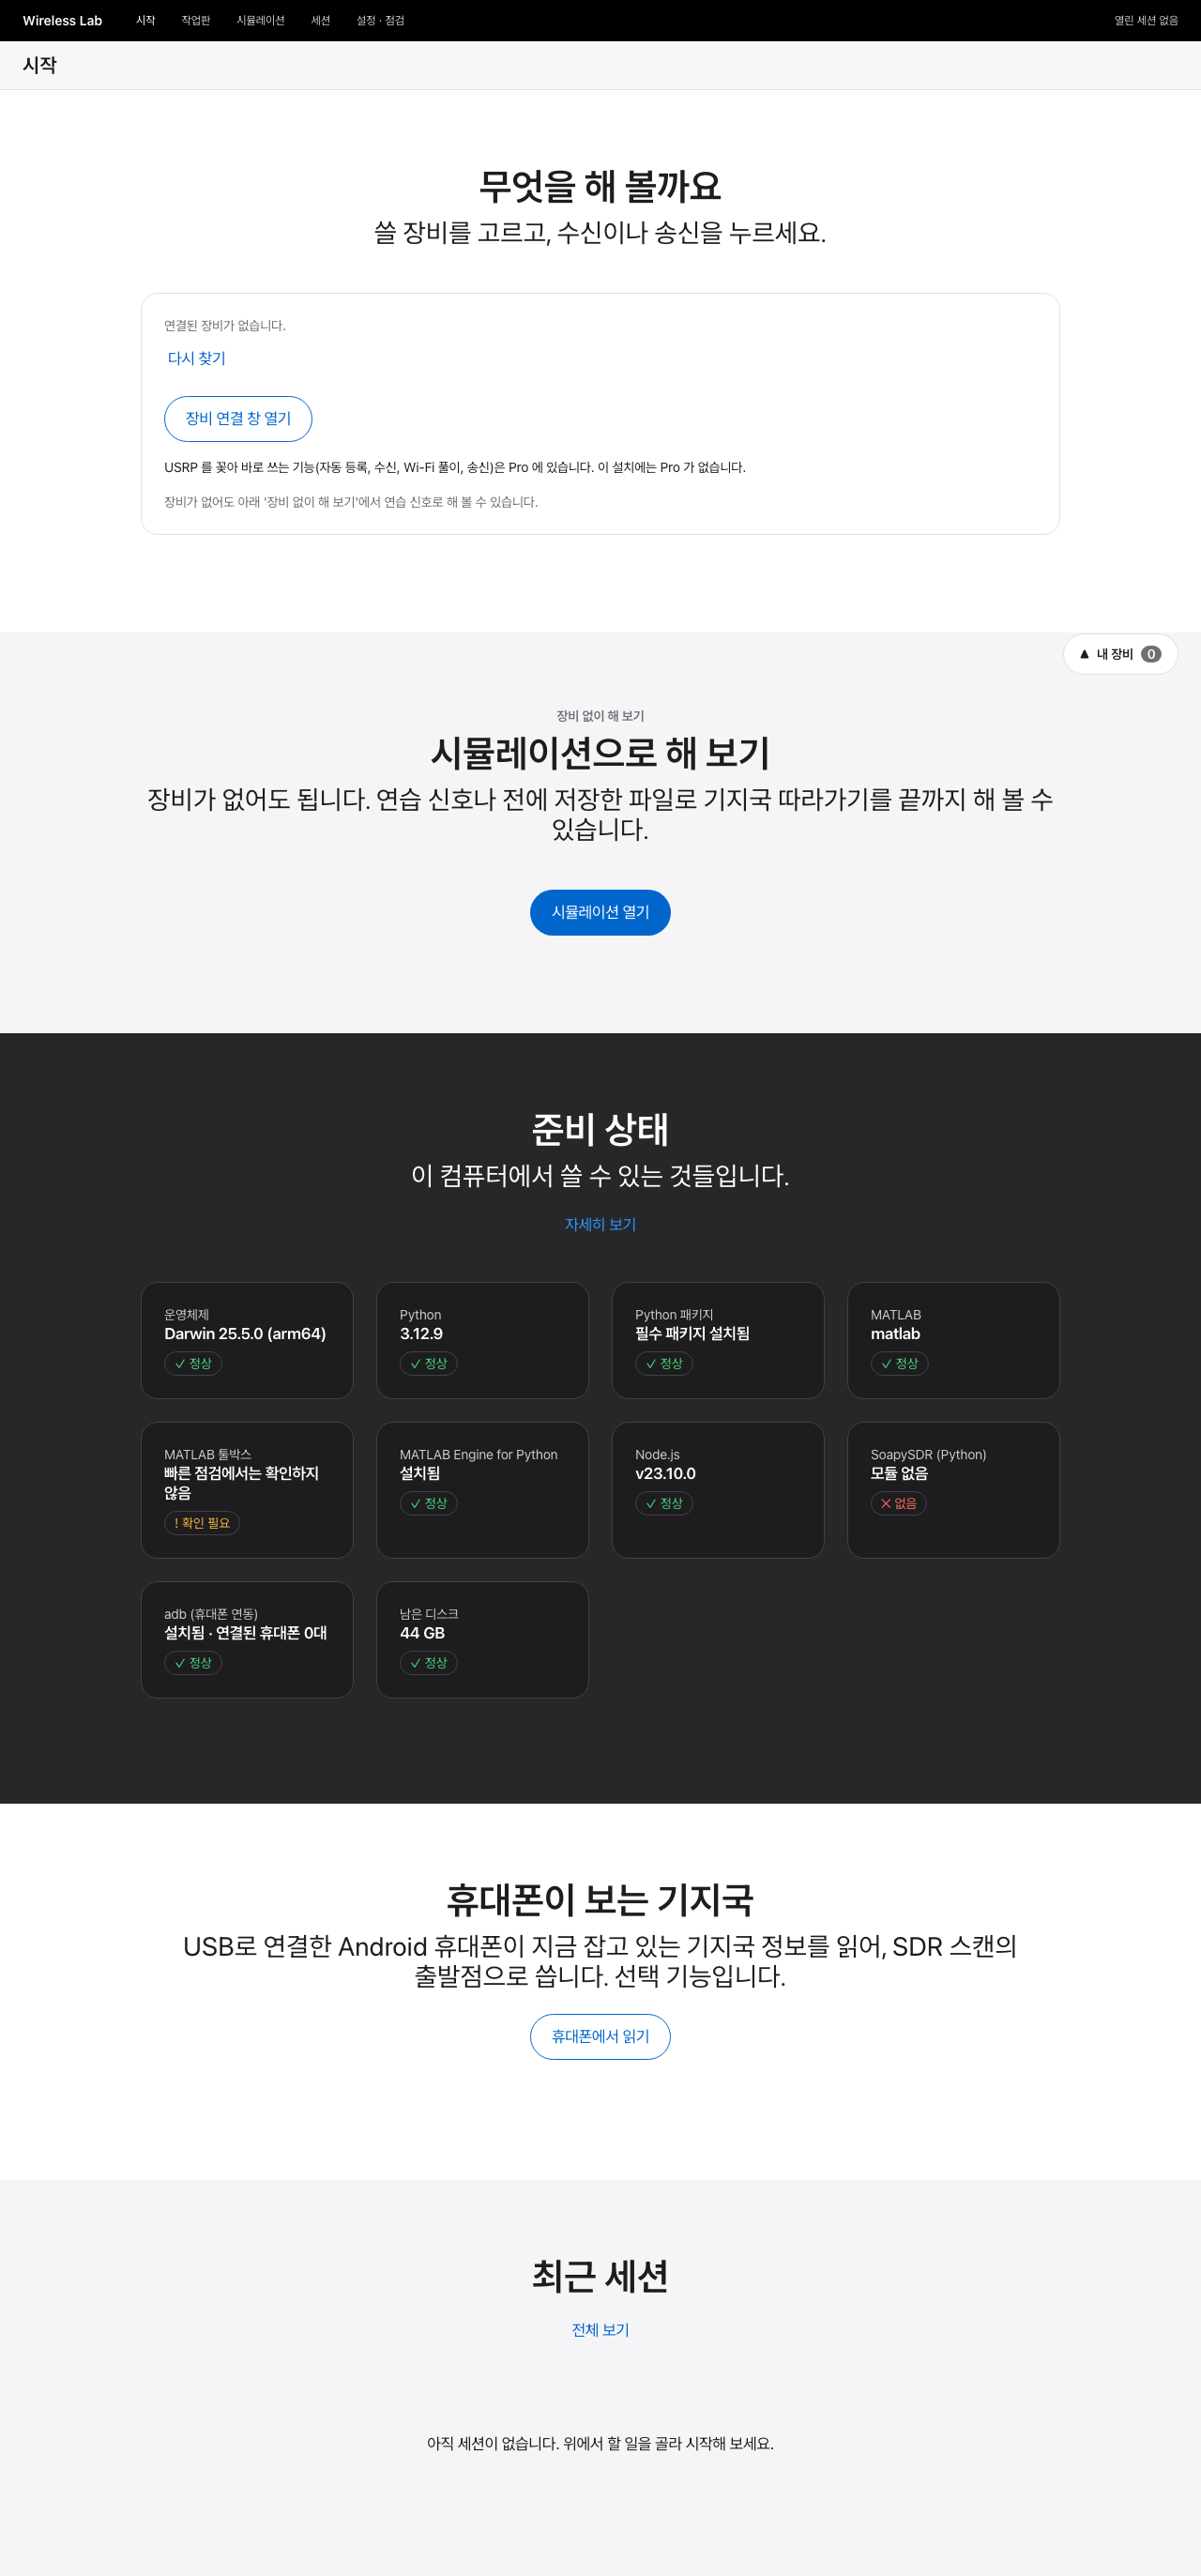 Wireless Lab 시작 작업판 시뮬레이션 세션 설정 · 점검 열린 세션 없음
시작
무엇을 해 볼까요
쓸 장비를 고르고, 수신이나 송신을 누르세요.
연결된 장비가 없습니다.
다시 찾기
장비 연결 창 열기
USRP 를 꽂아 바로 쓰는 기능(자동 등록, 수신, Wi-Fi 풀이, 송신)은 Pro 에 있습니다. 이 설치에는 Pro 가 없습니다.
장비가 없어도 아래 '장비 없이 해 보기'에서 연습 신호로 해 볼 수 있습니다.
▲ 내 장비 0
장비 없이 해 보기
시뮬레이션으로 해 보기
장비가 없어도 됩니다. 연습 신호나 전에 저장한 파일로 기지국 따라가기를 끝까지 해 볼 수
있습니다.
시뮬레이션 열기
준비 상태
이 컴퓨터에서 쓸 수 있는 것들입니다.
자세히 보기
운영체제
Darwin 25.5.0 (arm64)
✓ 정상
Python
3.12.9
✓ 정상
Python 패키지
필수 패키지 설치됨
✓ 정상
MATLAB
matlab
✓ 정상
MATLAB 툴박스
빠른 점검에서는 확인하지
않음
! 확인 필요
MATLAB Engine for Python
설치됨
✓ 정상
Node.js
v23.10.0
✓ 정상
SoapySDR (Python)
모듈 없음
✕ 없음
adb (휴대폰 연동)
설치됨 · 연결된 휴대폰 0대
✓ 정상
남은 디스크
44 GB
✓ 정상
휴대폰이 보는 기지국
USB로 연결한 Android 휴대폰이 지금 잡고 있는 기지국 정보를 읽어, SDR 스캔의
출발점으로 씁니다. 선택 기능입니다.
휴대폰에서 읽기
최근 세션
전체 보기
아직 세션이 없습니다. 위에서 할 일을 골라 시작해 보세요.